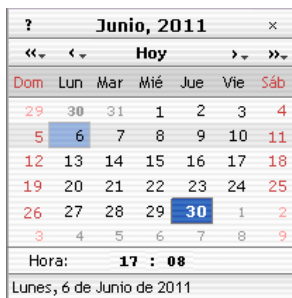 ? Junio, 2011 ×
«▾ ‹▾ Hoy ›▾ »▾
Dom Lun Mar Mié Jue Vie Sáb
29 30 31 1 2 3 4
5 6 7 8 9 10 11
12 13 14 15 16 17 18
19 20 21 22 23 24 25
26 27 28 29 30 1 2
3 4 5 6 7 8 9
Hora: 17 : 08
Lunes, 6 de Junio de 2011